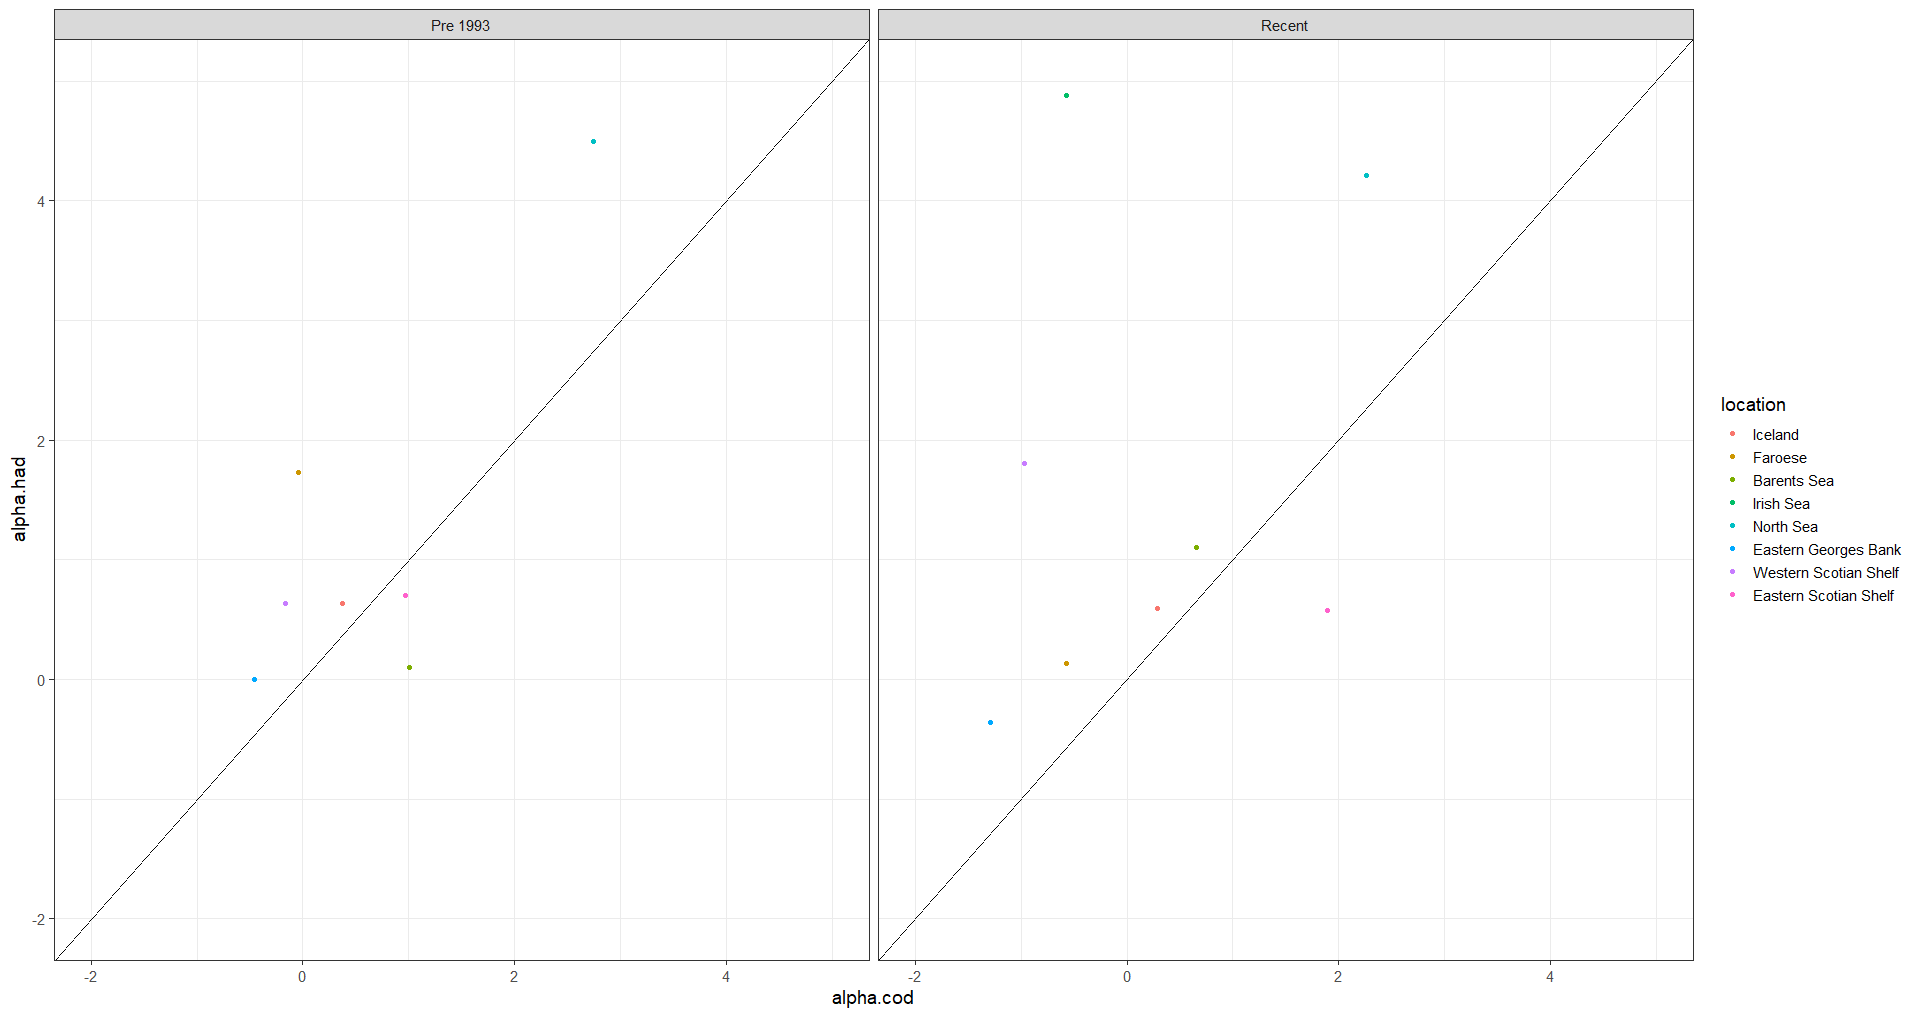 Pre 1993
Recent
4
2
0
-2
alpha.had
-2
0
2
4
-2
0
2
4
alpha.cod
location
Iceland
Faroese
Barents Sea
Irish Sea
North Sea
Eastern Georges Bank
Western Scotian Shelf
Eastern Scotian Shelf